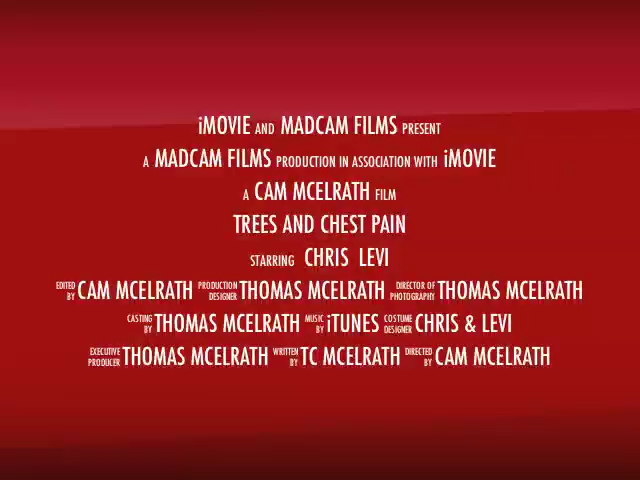 iMOVIE AND MADCAM FILMS PRESENT
A MADCAM FILMS PRODUCTION IN ASSOCIATION WITH iMOVIE
A CAM MCELRATH FILM
TREES AND CHEST PAIN
STARRING CHRIS LEVI
EDITED BY CAM MCELRATH PRODUCTION DESIGNER THOMAS MCELRATH DIRECTOR OF PHOTOGRAPHY THOMAS MCELRATH
CASTING BY THOMAS MCELRATH MUSIC BY iTUNES COSTUME DESIGNER CHRIS & LEVI
EXECUTIVE PRODUCER THOMAS MCELRATH WRITTEN BY TC MCELRATH DIRECTED BY CAM MCELRATH